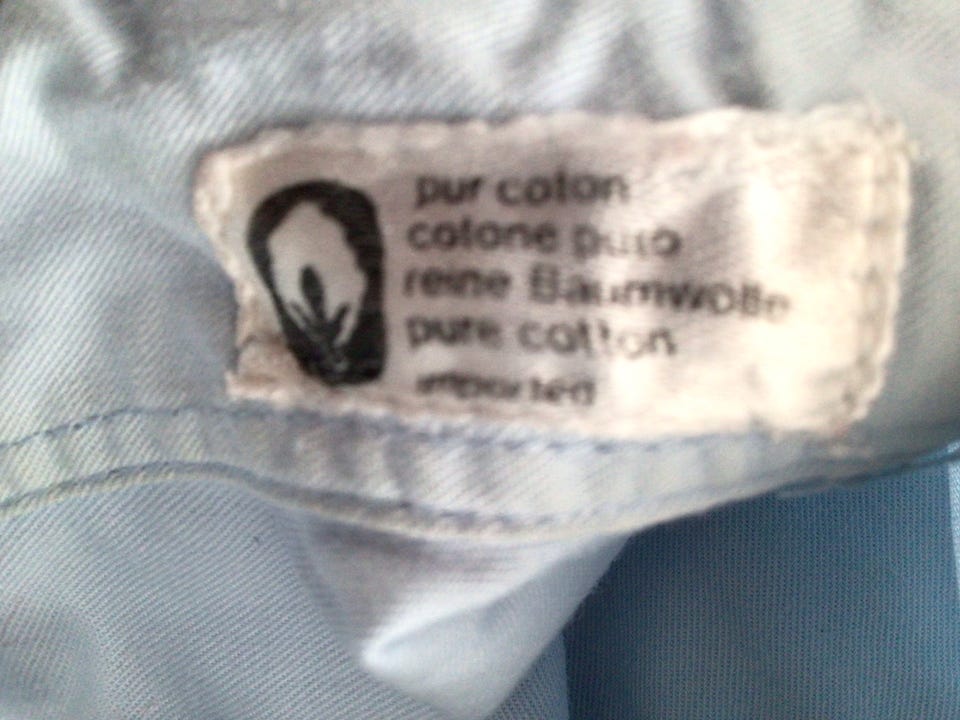 pur coton
cotone puro
reine Baumwolle
pure cotton
imported